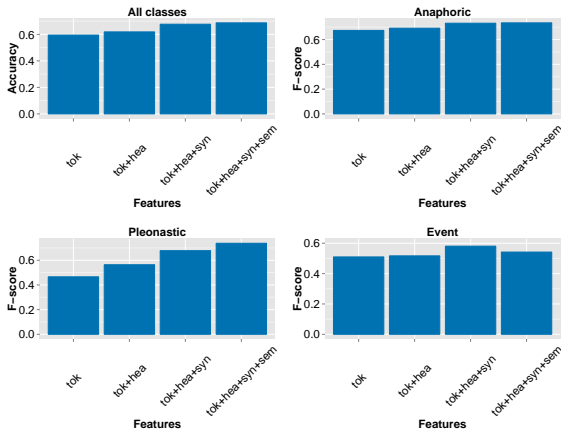 All classes
Accuracy
0.6
0.4
0.2
0.0
tok
tok+hea
tok+hea+syn
tok+hea+syn+sem
Features
Anaphoric
F−score
0.6
0.4
0.2
0.0
tok
tok+hea
tok+hea+syn
tok+hea+syn+sem
Features
Pleonastic
F−score
0.6
0.4
0.2
0.0
tok
tok+hea
tok+hea+syn
tok+hea+syn+sem
Features
Event
F−score
0.6
0.4
0.2
0.0
tok
tok+hea
tok+hea+syn
tok+hea+syn+sem
Features